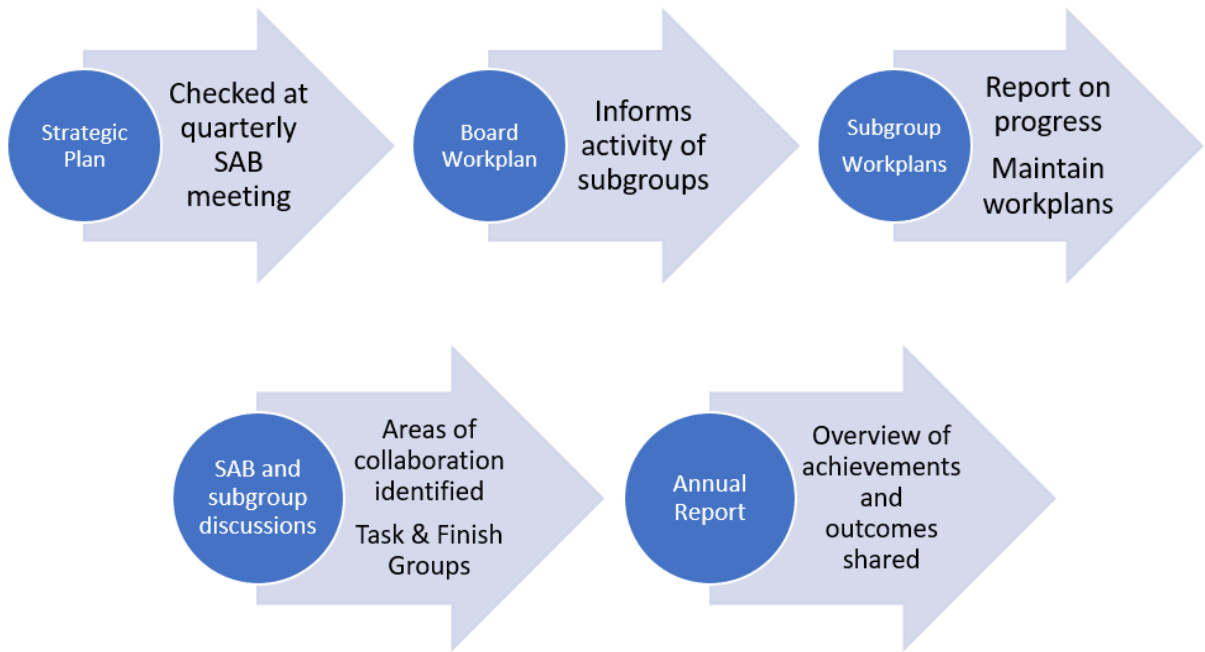 Strategic
Plan
Checked at
quarterly
SAB
meeting
Board
Workplan
Informs
activity of
subgroups
Subgroup
Workplans
Report on
progress
Maintain
workplans
SAB and
subgroup
discussions
Areas of
collaboration
identified
Task & Finish
Groups
Annual
Report
Overview of
achievements
and
outcomes
shared